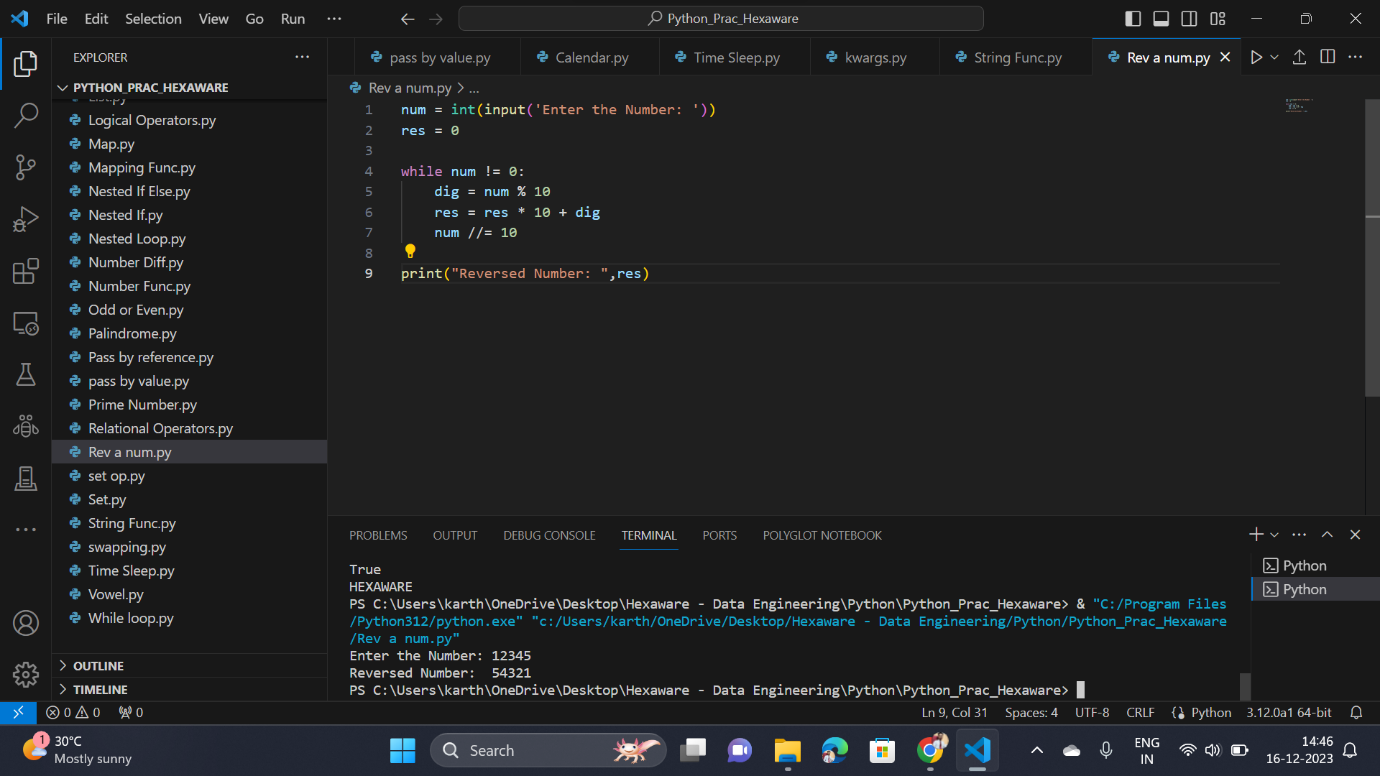 File Edit Selection View Go Run ··· Python_Prac_Hexaware
EXPLORER ···
PYTHON_PRAC_HEXAWARE
List.py
Logical Operators.py
Map.py
Mapping Func.py
Nested If Else.py
Nested If.py
Nested Loop.py
Number Diff.py
Number Func.py
Odd or Even.py
Palindrome.py
Pass by reference.py
pass by value.py
Prime Number.py
Relational Operators.py
Rev a num.py
set op.py
Set.py
String Func.py
swapping.py
Time Sleep.py
Vowel.py
While loop.py
OUTLINE
TIMELINE
pass by value.py Calendar.py Time Sleep.py kwargs.py String Func.py Rev a num.py
Rev a num.py > ...
1 num = int(input('Enter the Number: '))
2 res = 0
3
4 while num != 0:
5 dig = num % 10
6 res = res * 10 + dig
7 num //= 10
8
9 print("Reversed Number: ",res)
PROBLEMS OUTPUT DEBUG CONSOLE TERMINAL PORTS POLYGLOT NOTEBOOK
True
HEXAWARE
PS C:\Users\karth\OneDrive\Desktop\Hexaware - Data Engineering\Python\Python_Prac_Hexaware> & "C:/Program Files
/Python312/python.exe" "c:/Users/karth/OneDrive/Desktop/Hexaware - Data Engineering/Python/Python_Prac_Hexaware
/Rev a num.py"
Enter the Number: 12345
Reversed Number:  54321
PS C:\Users\karth\OneDrive\Desktop\Hexaware - Data Engineering\Python\Python_Prac_Hexaware>
Python
Python
0 0 0 Ln 9, Col 31 Spaces: 4 UTF-8 CRLF Python 3.12.0a1 64-bit
1
30°C
Mostly sunny
Search
ENG
IN
14:46
16-12-2023